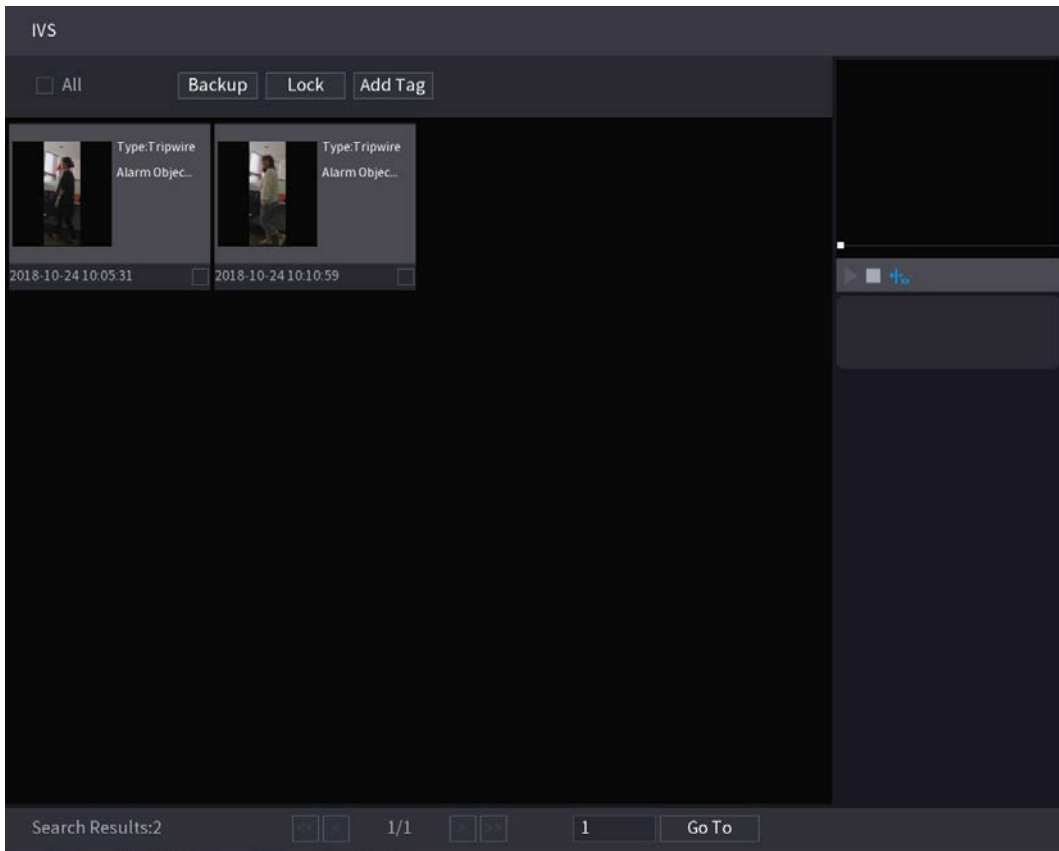 IVS
All
Backup
Lock
Add Tag
Type:Tripwire
Alarm Objec...
2018-10-24 10:05:31
Type:Tripwire
Alarm Objec...
2018-10-24 10:10:59
Search Results:2
<<
<
1/1
>
>>
1
Go To